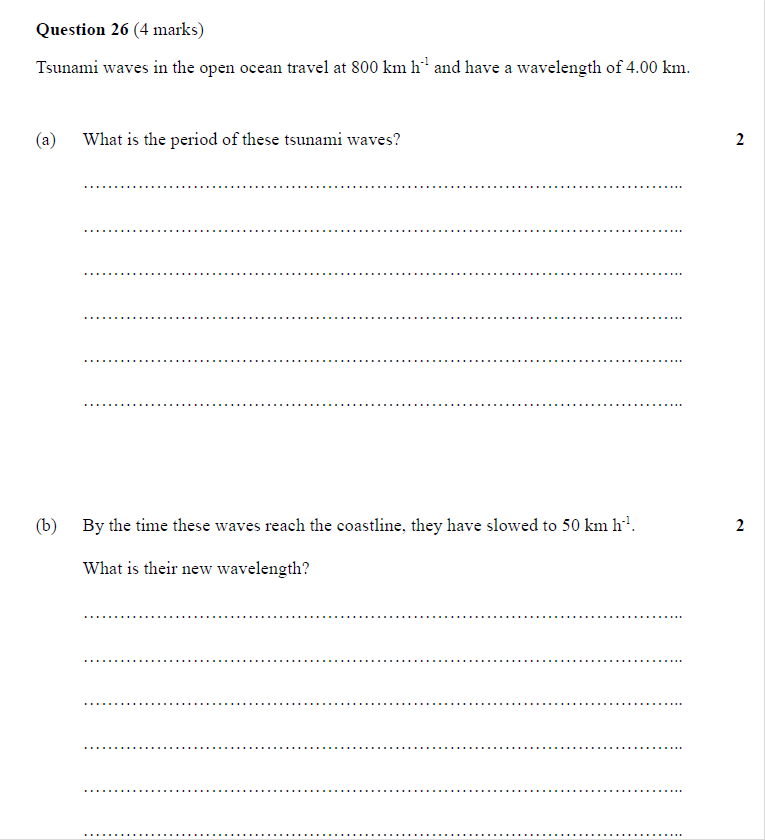 Question 26 (4 marks)
Tsunami waves in the open ocean travel at 800 km h⁻¹ and have a wavelength of 4.00 km.
(a) What is the period of these tsunami waves? 2
(b) By the time these waves reach the coastline, they have slowed to 50 km h⁻¹. 2
What is their new wavelength?